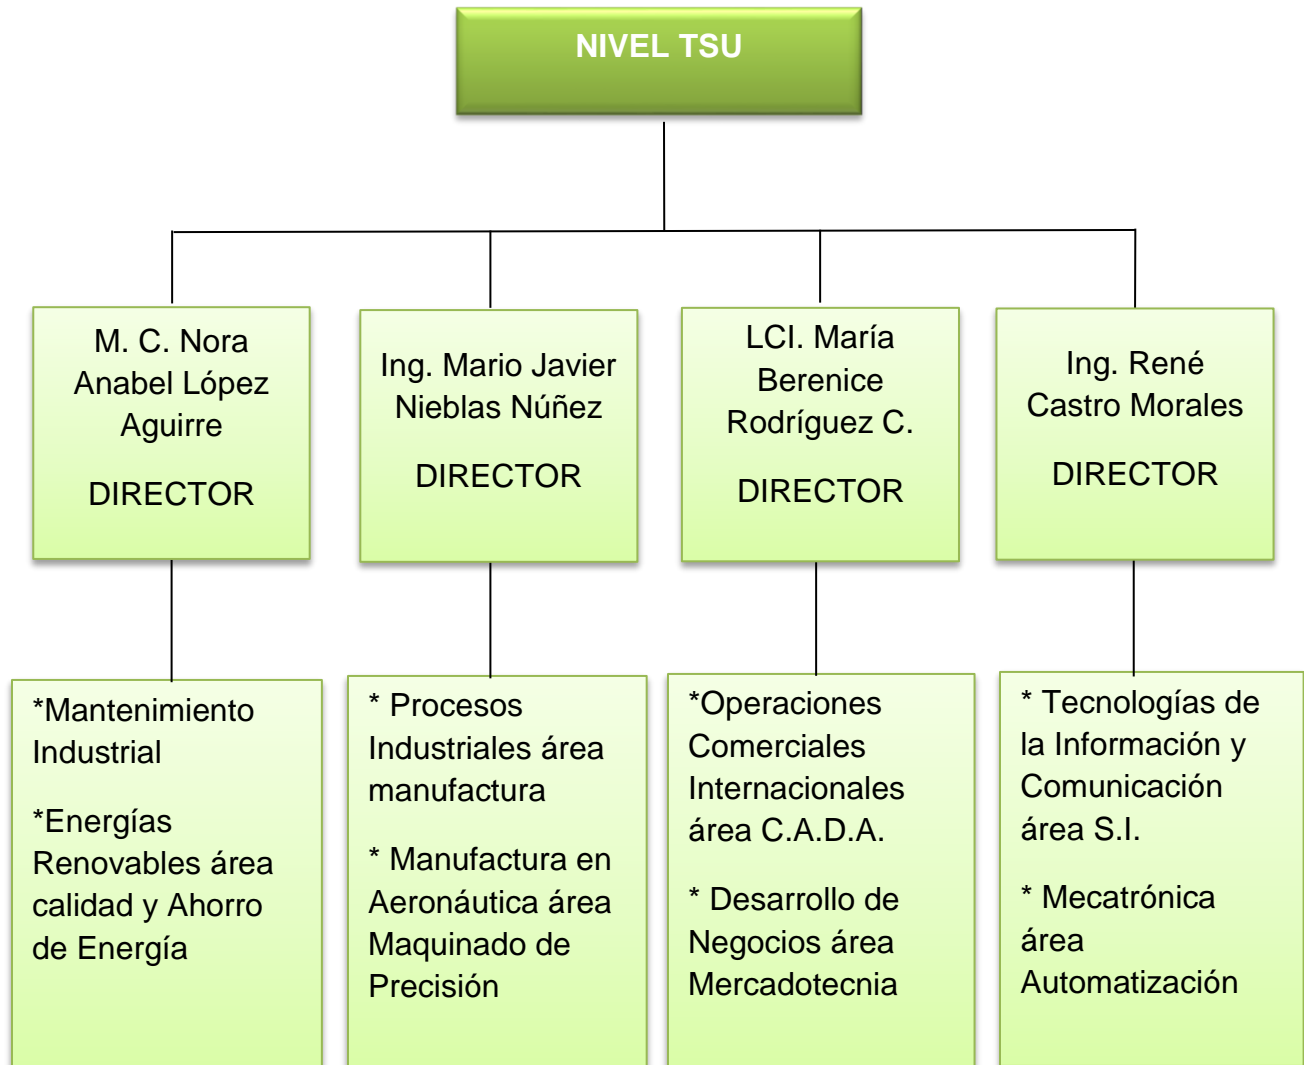 NIVEL TSU
M. C. Nora
Anabel López
Aguirre
DIRECTOR
Ing. Mario Javier
Nieblas Núñez
DIRECTOR
LCI. María
Berenice
Rodríguez C.
DIRECTOR
Ing. René
Castro Morales
DIRECTOR
*Mantenimiento
Industrial
*Energías
Renovables área
calidad y Ahorro
de Energía
* Procesos
Industriales área
manufactura
* Manufactura en
Aeronáutica área
Maquinado de
Precisión
*Operaciones
Comerciales
Internacionales
área C.A.D.A.
* Desarrollo de
Negocios área
Mercadotecnia
* Tecnologías de
la Información y
Comunicación
área S.I.
* Mecatrónica
área
Automatización